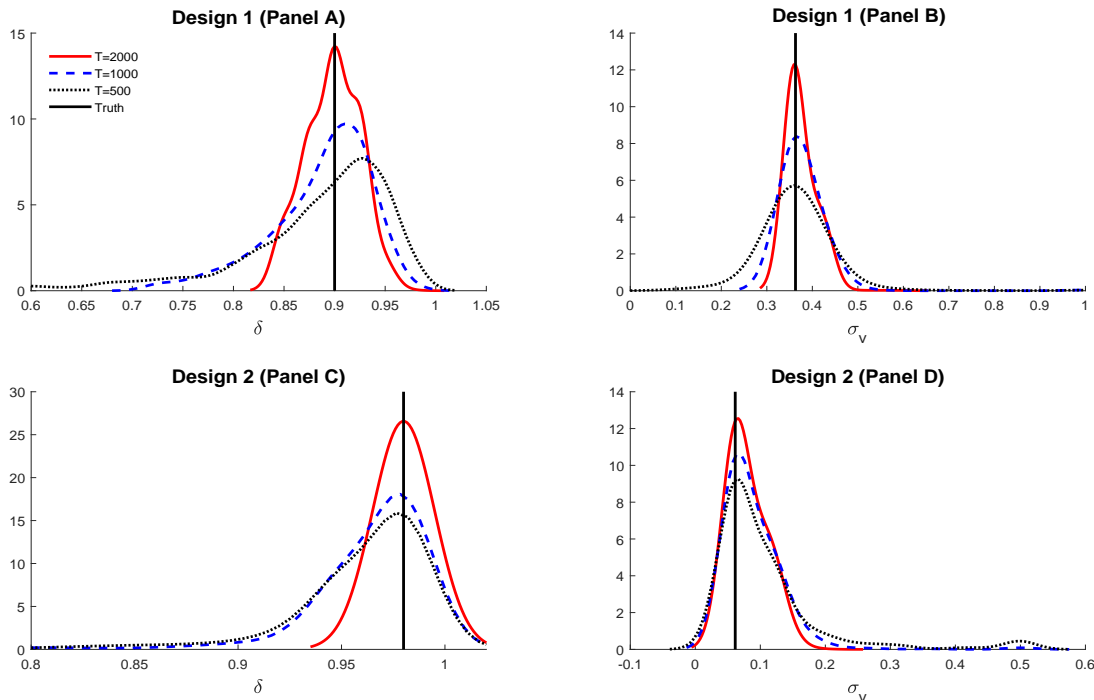 Design 1 (Panel A)
15
10
5
0
T=2000
T=1000
T=500
Truth
0.6 0.65 0.7 0.75 0.8 0.85 0.9 0.95 1 1.05
δ
Design 1 (Panel B)
14
12
10
8
6
4
2
0
0 0.1 0.2 0.3 0.4 0.5 0.6 0.7 0.8 0.9 1
σv
Design 2 (Panel C)
30
25
20
15
10
5
0
0.8 0.9 0.95 1
δ
Design 2 (Panel D)
14
12
10
8
6
4
2
0
-0.1 0 0.1 0.2 0.3 0.4 0.5 0.6
σv